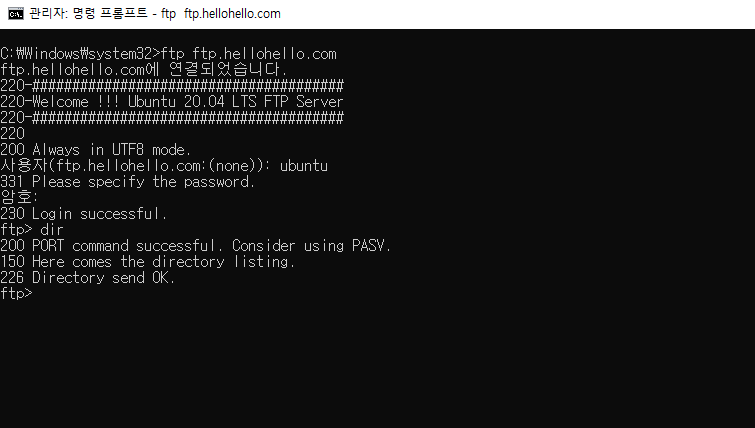 관리자: 명령 프롬프트 - ftp ftp.hellohello.com
C:\Windows\system32>ftp ftp.hellohello.com
ftp.hellohello.com에 연결되었습니다.
220-#######################################
220-Welcome !!! Ubuntu 20.04 LTS FTP Server
220-#######################################
220
200 Always in UTF8 mode.
사용자(ftp.hellohello.com:(none)): ubuntu
331 Please specify the password.
암호:
230 Login successful.
ftp> dir
200 PORT command successful. Consider using PASV.
150 Here comes the directory listing.
226 Directory send OK.
ftp>